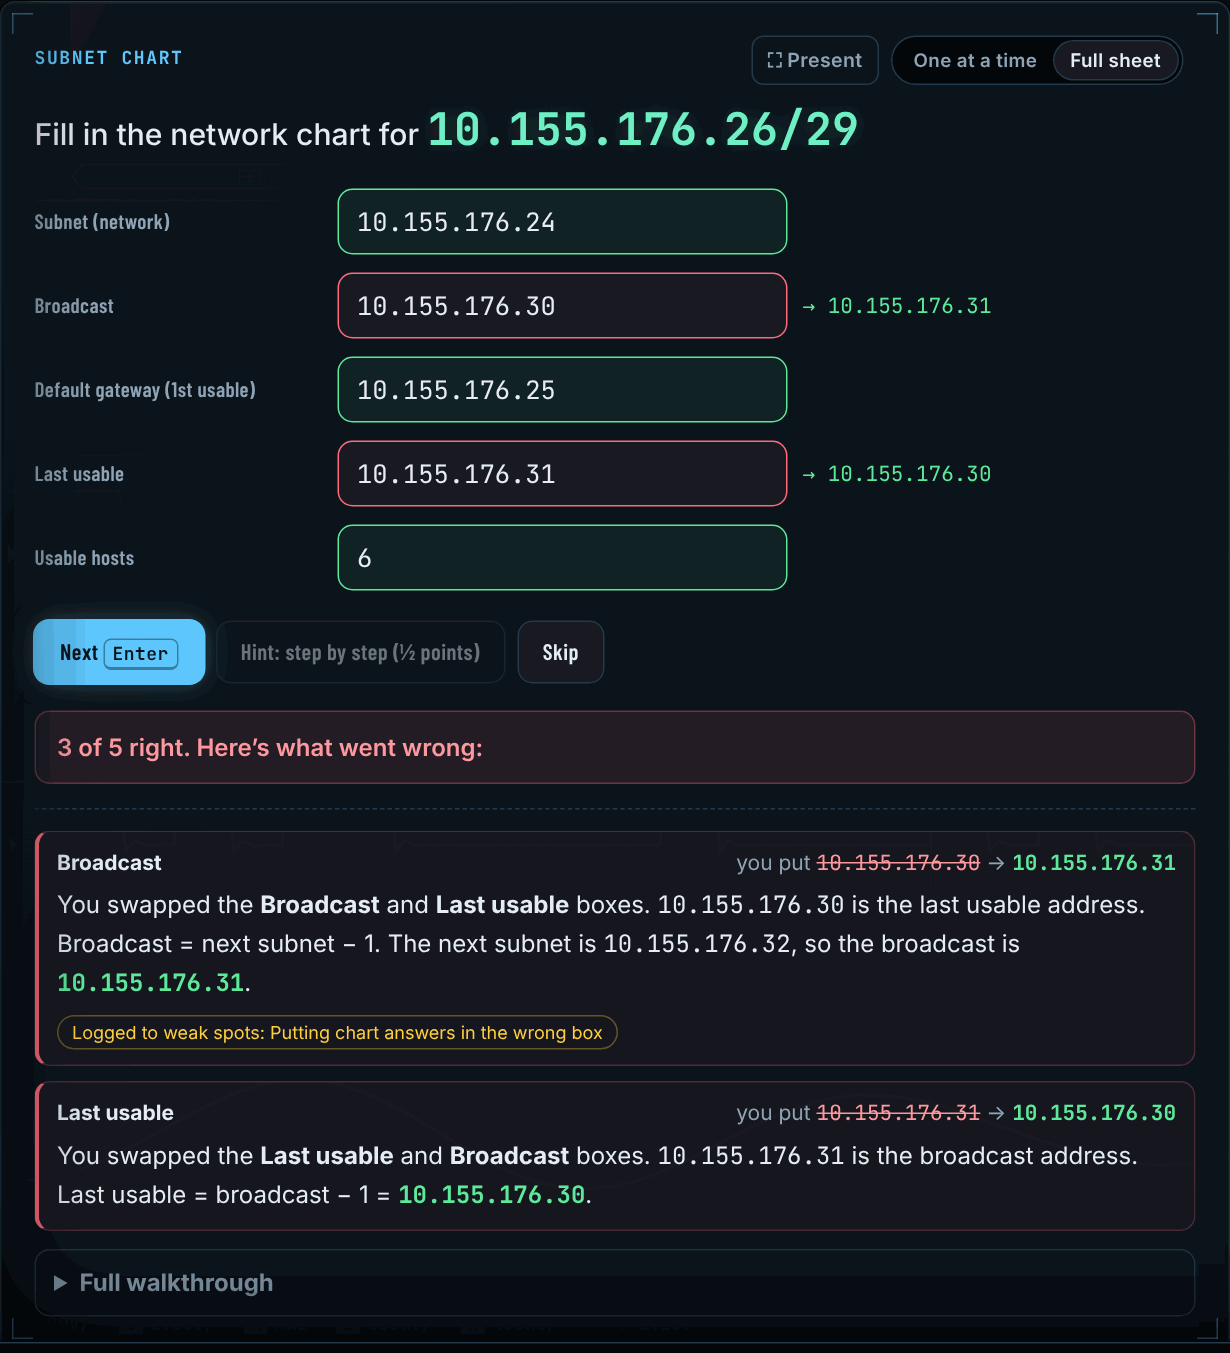 SUBNET CHART
Present
One at a time
Full sheet
Fill in the network chart for 10.155.176.26/29
Subnet (network)
10.155.176.24
Broadcast
10.155.176.30
→ 10.155.176.31
Default gateway (1st usable)
10.155.176.25
Last usable
10.155.176.31
→ 10.155.176.30
Usable hosts
6
Next Enter
Hint: step by step (½ points)
Skip
3 of 5 right. Here’s what went wrong:
Broadcast
you put 10.155.176.30 → 10.155.176.31
You swapped the Broadcast and Last usable boxes. 10.155.176.30 is the last usable address.
Broadcast = next subnet − 1. The next subnet is 10.155.176.32, so the broadcast is
10.155.176.31.
Logged to weak spots: Putting chart answers in the wrong box
Last usable
you put 10.155.176.31 → 10.155.176.30
You swapped the Last usable and Broadcast boxes. 10.155.176.31 is the broadcast address.
Last usable = broadcast − 1 = 10.155.176.30.
▶ Full walkthrough